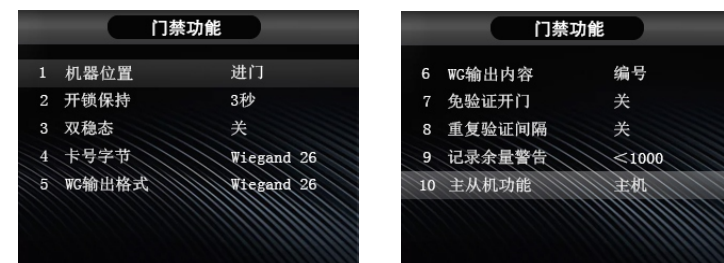 门禁功能
1 机器位置 进门
2 开锁保持 3秒
3 双稳态 关
4 卡号字节 Wiegand 26
5 WG输出格式 Wiegand 26
门禁功能
6 WG输出内容 编号
7 免验证开门 关
8 重复验证间隔 关
9 记录余量警告 <1000
10 主从机功能 主机